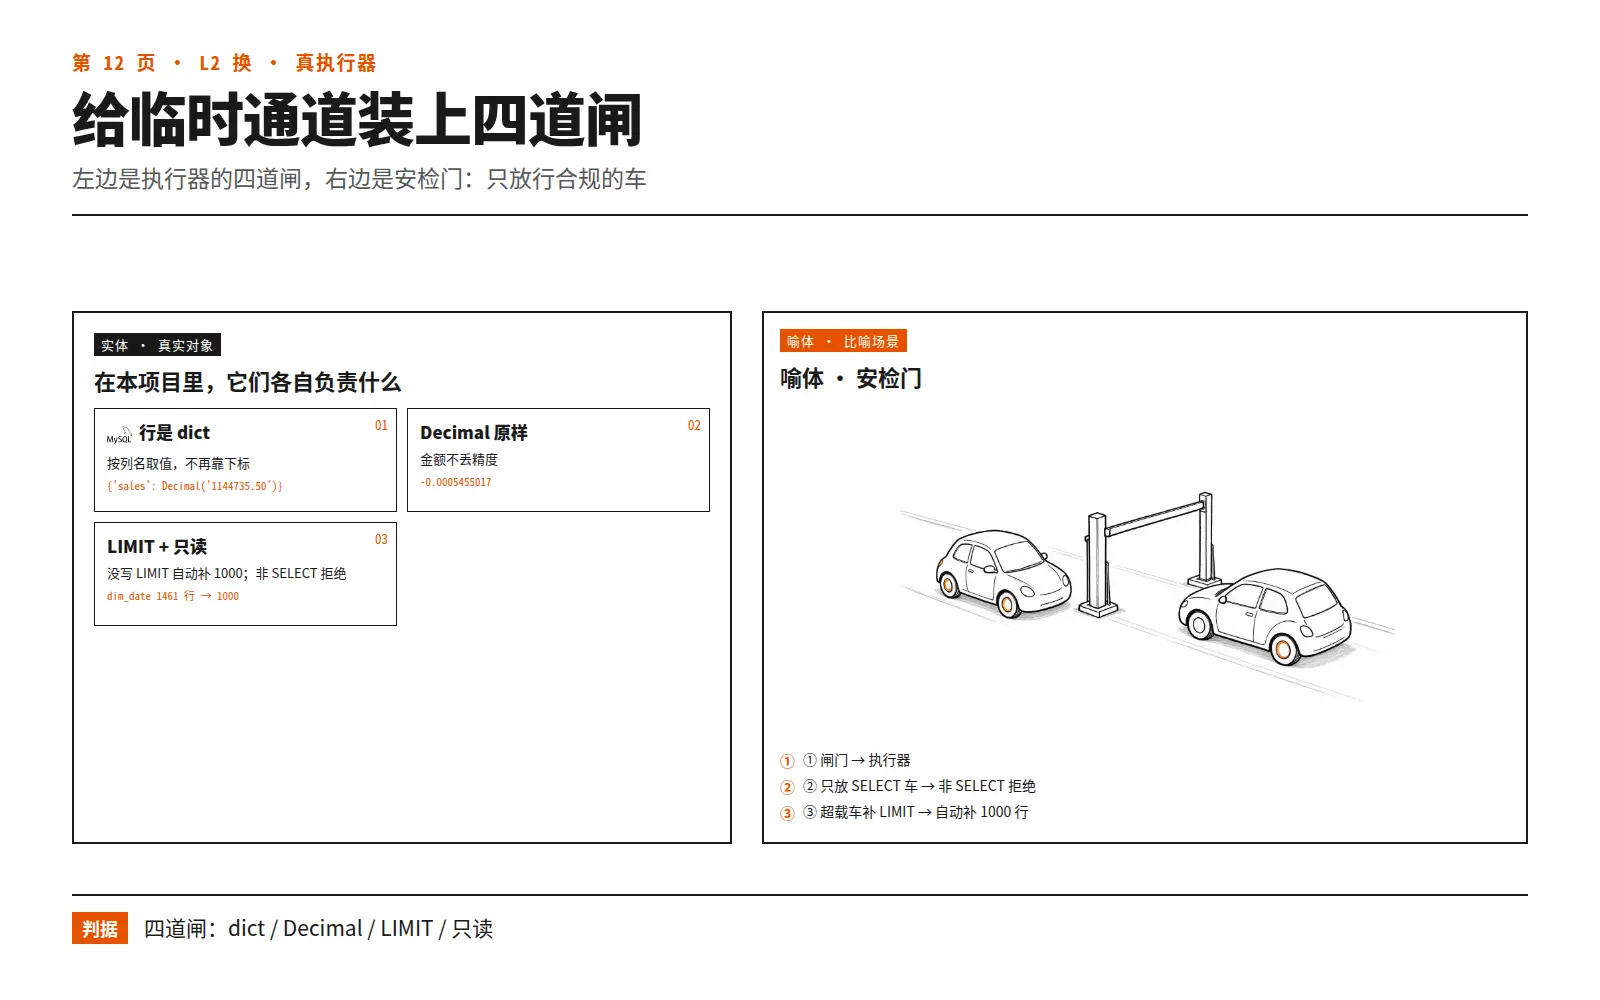 第 12 页 · L2 换 · 真执行器
给临时通道装上四道闸
左边是执行器的四道闸，右边是安检门：只放行合规的车
实体 · 真实对象
在本项目里，它们各自负责什么
MySQL 行是 dict 01
按列名取值，不再靠下标
{'sales': Decimal('1144735.50')}
Decimal 原样 02
金额不丢精度
-0.0005455017
LIMIT + 只读 03
没写 LIMIT 自动补 1000；非 SELECT 拒绝
dim_date 1461 行 → 1000
喻体 · 比喻场景
喻体 · 安检门
① ① 闸门 → 执行器
② ② 只放 SELECT 车 → 非 SELECT 拒绝
③ ③ 超载车补 LIMIT → 自动补 1000 行
判据 四道闸：dict / Decimal / LIMIT / 只读